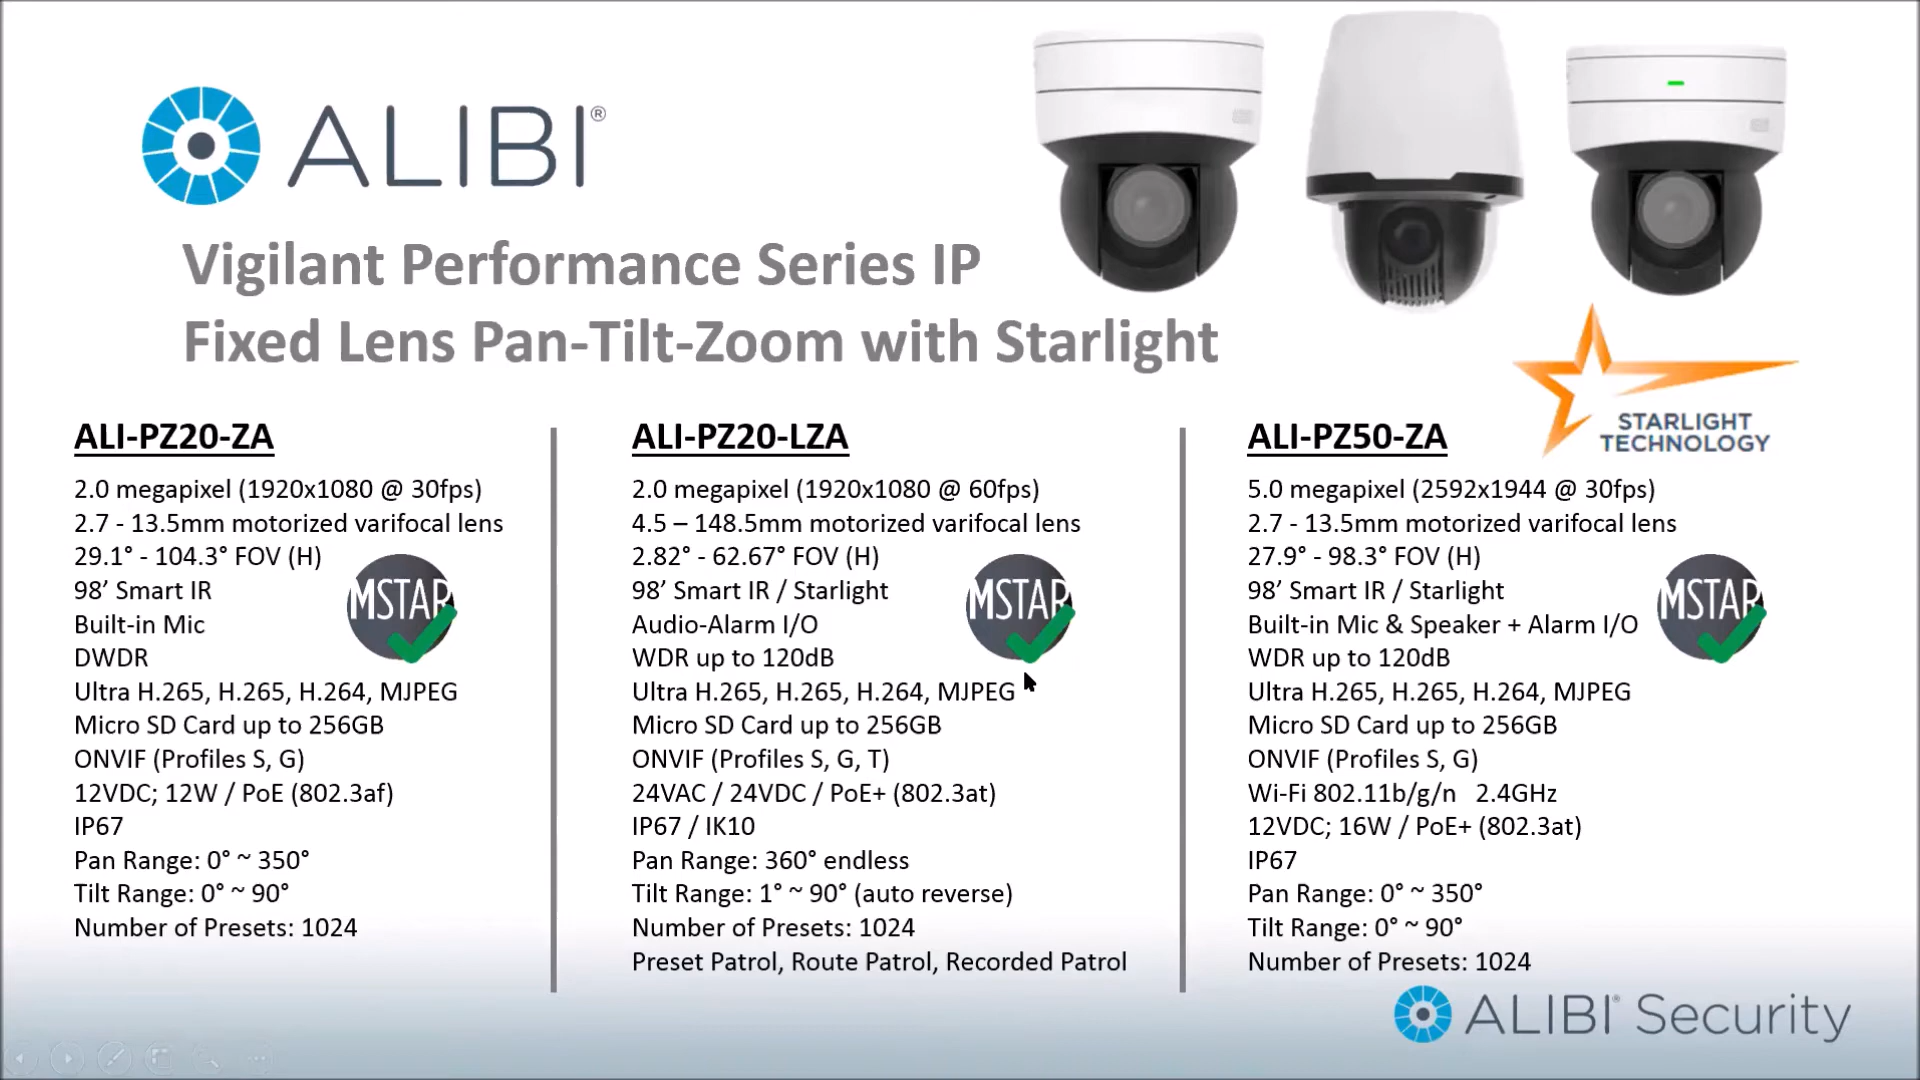 ALIBI®
Vigilant Performance Series IP
Fixed Lens Pan-Tilt-Zoom with Starlight
STARLIGHT
TECHNOLOGY
ALI-PZ20-ZA
2.0 megapixel (1920x1080 @ 30fps)
2.7 - 13.5mm motorized varifocal lens
29.1° - 104.3° FOV (H)
98’ Smart IR
Built-in Mic
DWDR
Ultra H.265, H.265, H.264, MJPEG
Micro SD Card up to 256GB
ONVIF (Profiles S, G)
12VDC; 12W / PoE (802.3af)
IP67
Pan Range: 0° ~ 350°
Tilt Range: 0° ~ 90°
Number of Presets: 1024
MSTAR
ALI-PZ20-LZA
2.0 megapixel (1920x1080 @ 60fps)
4.5 – 148.5mm motorized varifocal lens
2.82° - 62.67° FOV (H)
98’ Smart IR / Starlight
Audio-Alarm I/O
WDR up to 120dB
Ultra H.265, H.265, H.264, MJPEG
Micro SD Card up to 256GB
ONVIF (Profiles S, G, T)
24VAC / 24VDC / PoE+ (802.3at)
IP67 / IK10
Pan Range: 360° endless
Tilt Range: 1° ~ 90° (auto reverse)
Number of Presets: 1024
Preset Patrol, Route Patrol, Recorded Patrol
MSTAR
ALI-PZ50-ZA
5.0 megapixel (2592x1944 @ 30fps)
2.7 - 13.5mm motorized varifocal lens
27.9° - 98.3° FOV (H)
98’ Smart IR / Starlight
Built-in Mic & Speaker + Alarm I/O
WDR up to 120dB
Ultra H.265, H.265, H.264, MJPEG
Micro SD Card up to 256GB
ONVIF (Profiles S, G)
Wi-Fi 802.11b/g/n 2.4GHz
12VDC; 16W / PoE+ (802.3at)
IP67
Pan Range: 0° ~ 350°
Tilt Range: 0° ~ 90°
Number of Presets: 1024
MSTAR
ALIBI® Security